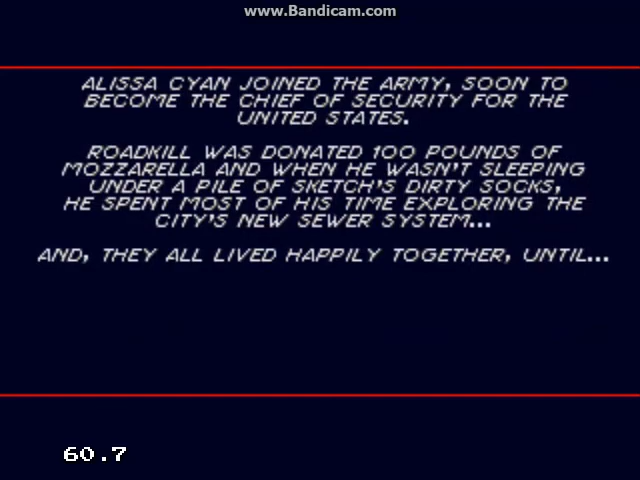 www.Bandicam.com
ALISSA CYAN JOINED THE ARMY, SOON TO
BECOME THE CHIEF OF SECURITY FOR THE
UNITED STATES.
ROADKILL WAS DONATED 100 POUNDS OF
MOZZARELLA AND WHEN HE WASN'T SLEEPING
UNDER A PILE OF SKETCH'S DIRTY SOCKS,
HE SPENT MOST OF HIS TIME EXPLORING THE
CITY'S NEW SEWER SYSTEM...
AND, THEY ALL LIVED HAPPILY TOGETHER, UNTIL...
60.7